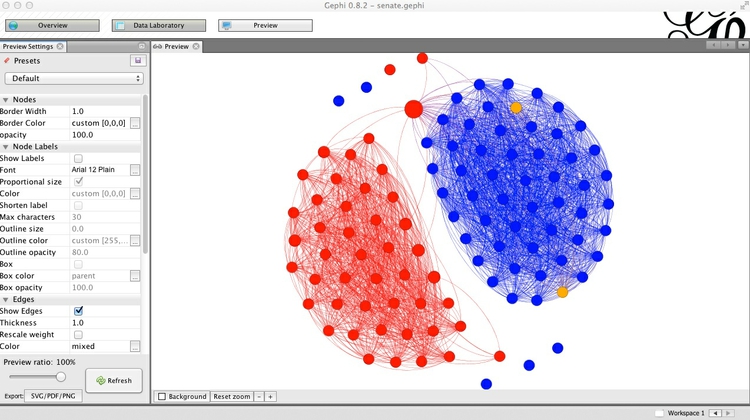 Gephi 0.8.2 - senate.gephi
Overview
Data Laboratory
Preview
Preview Settings
Preview
Presets
Default
Nodes
Border Width 1.0
Border Color custom [0,0,0]
opacity 100.0
Node Labels
Show Labels
Font Arial 12 Plain
Proportional size
Color custom [0,0,0]
Shorten label
Max characters 30
Outline size 0.0
Outline color custom [255,...
Outline opacity 80.0
Box
Box color parent
Box opacity 100.0
Edges
Show Edges
Thickness 1.0
Rescale weight
Color mixed
Preview ratio: 100%
Refresh
Export: SVG/PDF/PNG
Background Reset zoom - +
Workspace 1